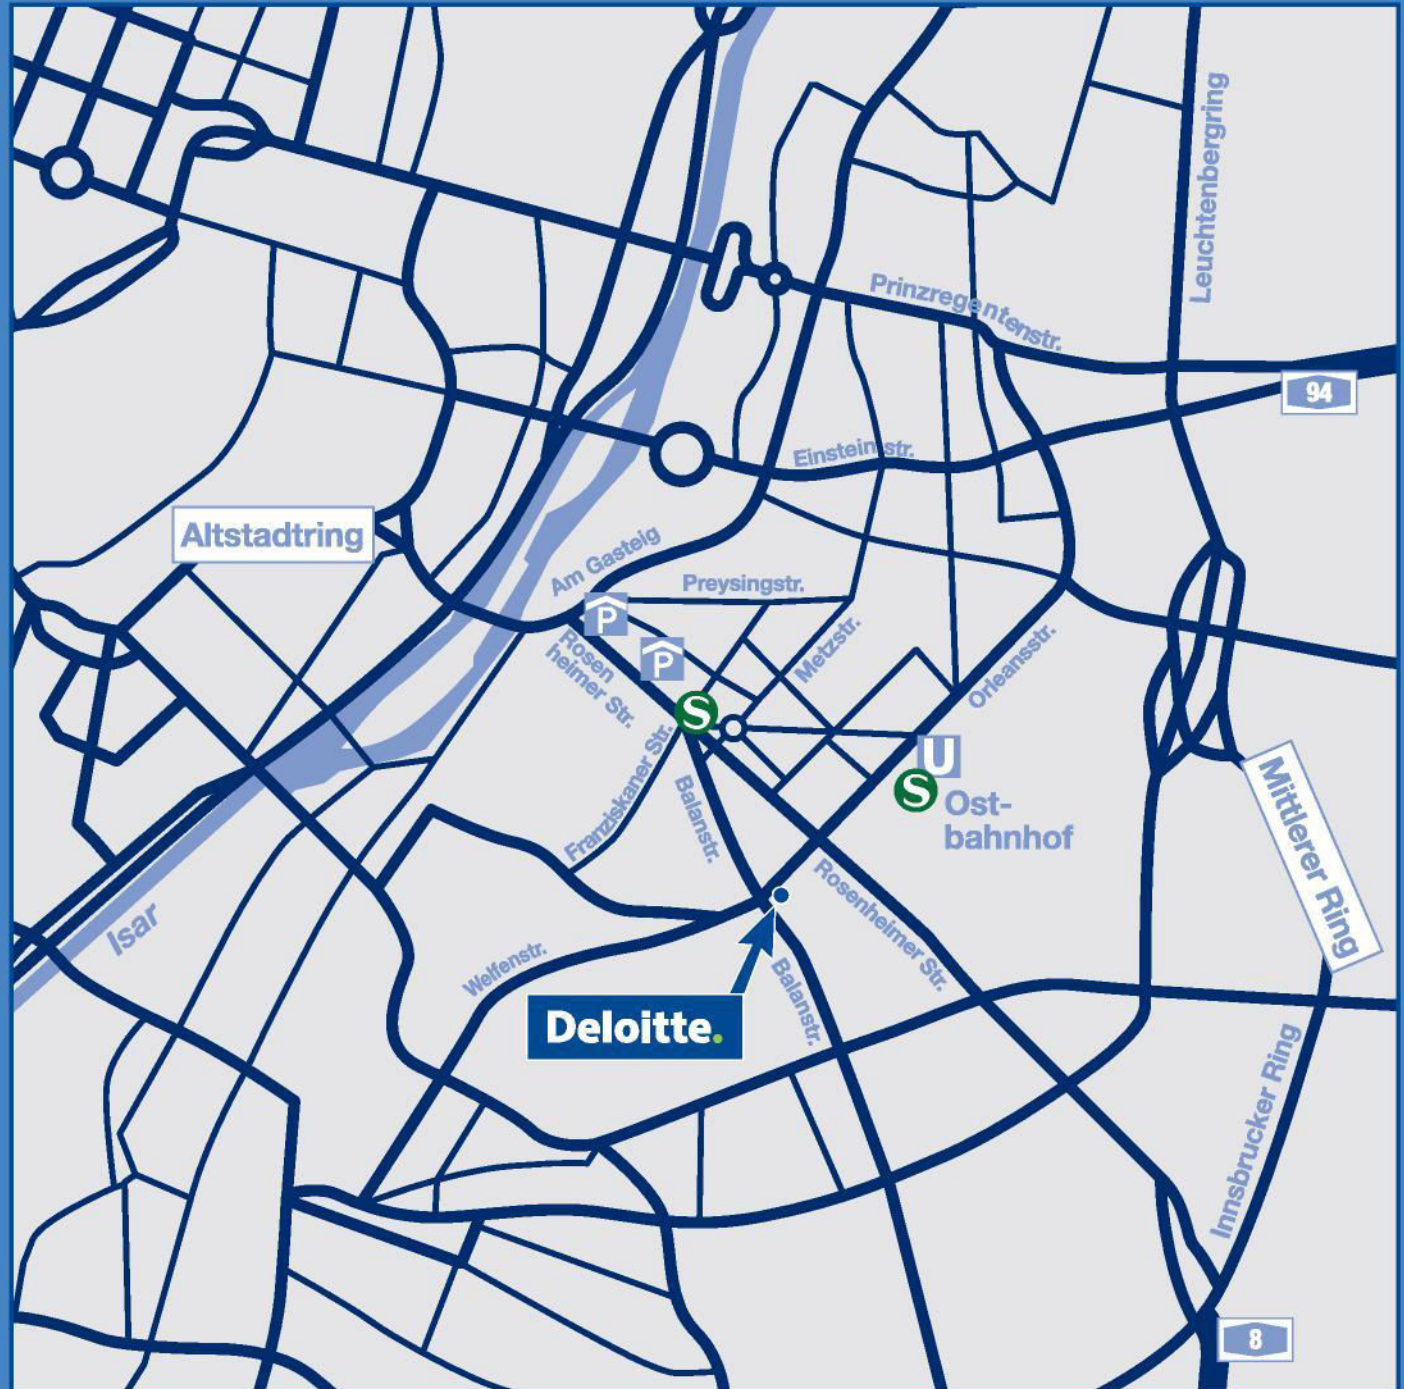 Leuchtenbergring
Prinzregentenstr.
94
Einsteinstr.
Altstadtring
Am Gasteig
Preysingstr.
P
Rosen
heimer Str.
P
Metzstr.
Orleansstr.
S
Franziskaner Str.
Balanstr.
U
S
Ost-
bahnhof
Mittlerer Ring
Rosenheimer Str.
Isar
Welfenstr.
Balanstr.
Deloitte.
Innsbrucker Ring
8